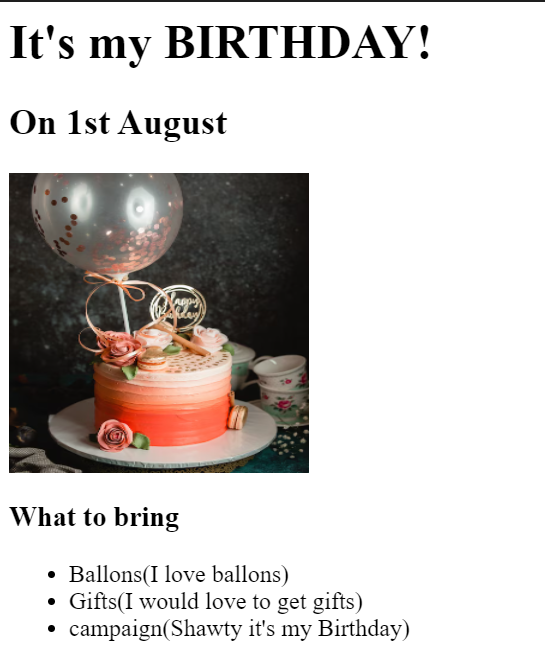 It's my BIRTHDAY!
On 1st August
Happy
Birthday
What to bring
Ballons(I love ballons)
Gifts(I would love to get gifts)
campaign(Shawty it's my Birthday)